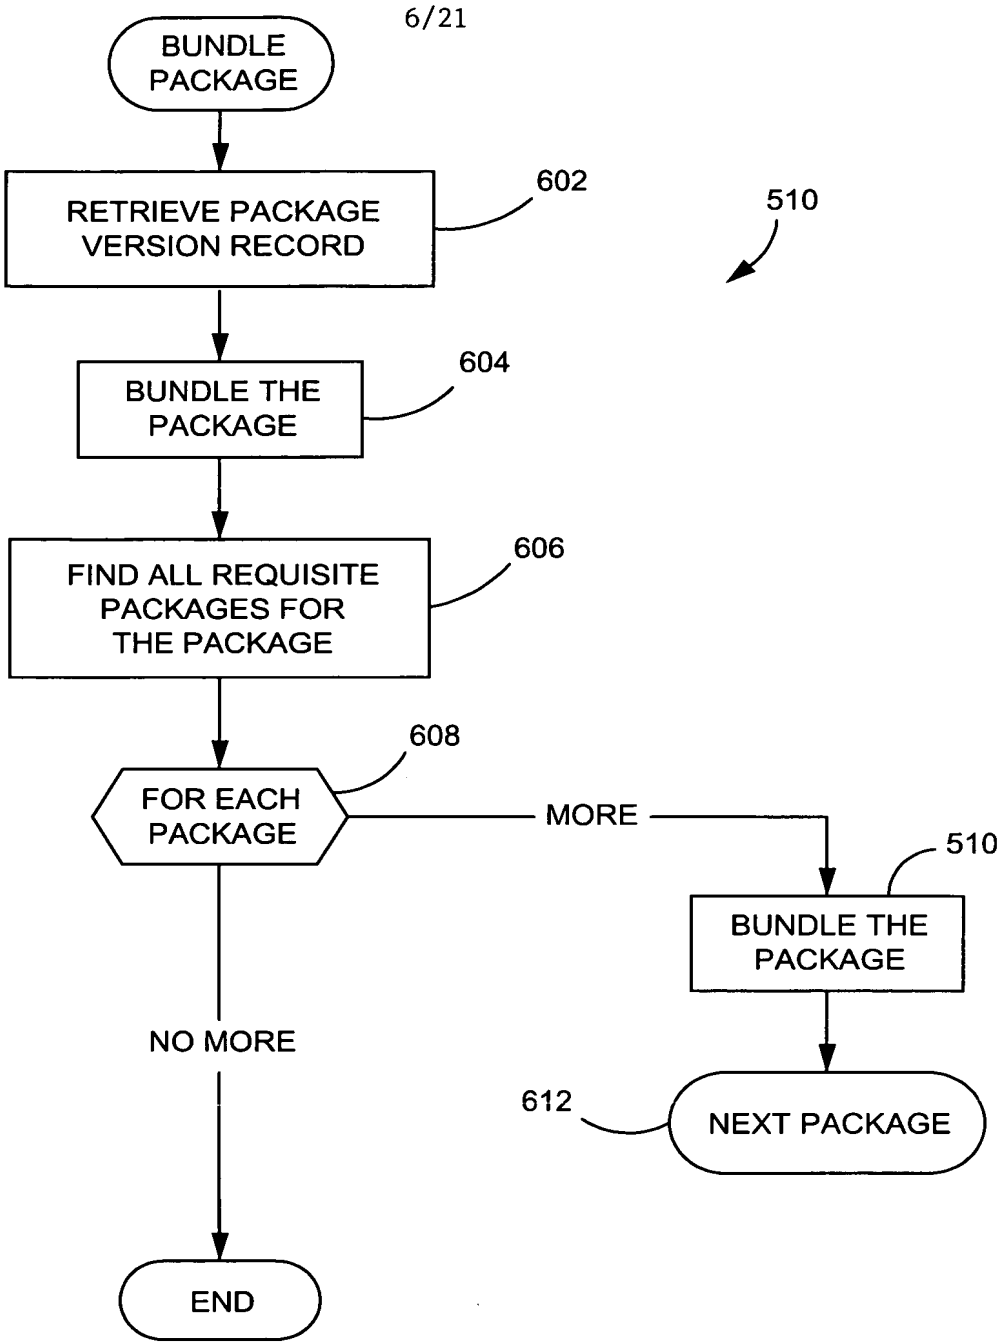 6/21
BUNDLE
PACKAGE
602
RETRIEVE PACKAGE
VERSION RECORD
510
604
BUNDLE THE
PACKAGE
606
FIND ALL REQUISITE
PACKAGES FOR
THE PACKAGE
608
FOR EACH
PACKAGE
MORE
510
BUNDLE THE
PACKAGE
NO MORE
612
NEXT PACKAGE
END